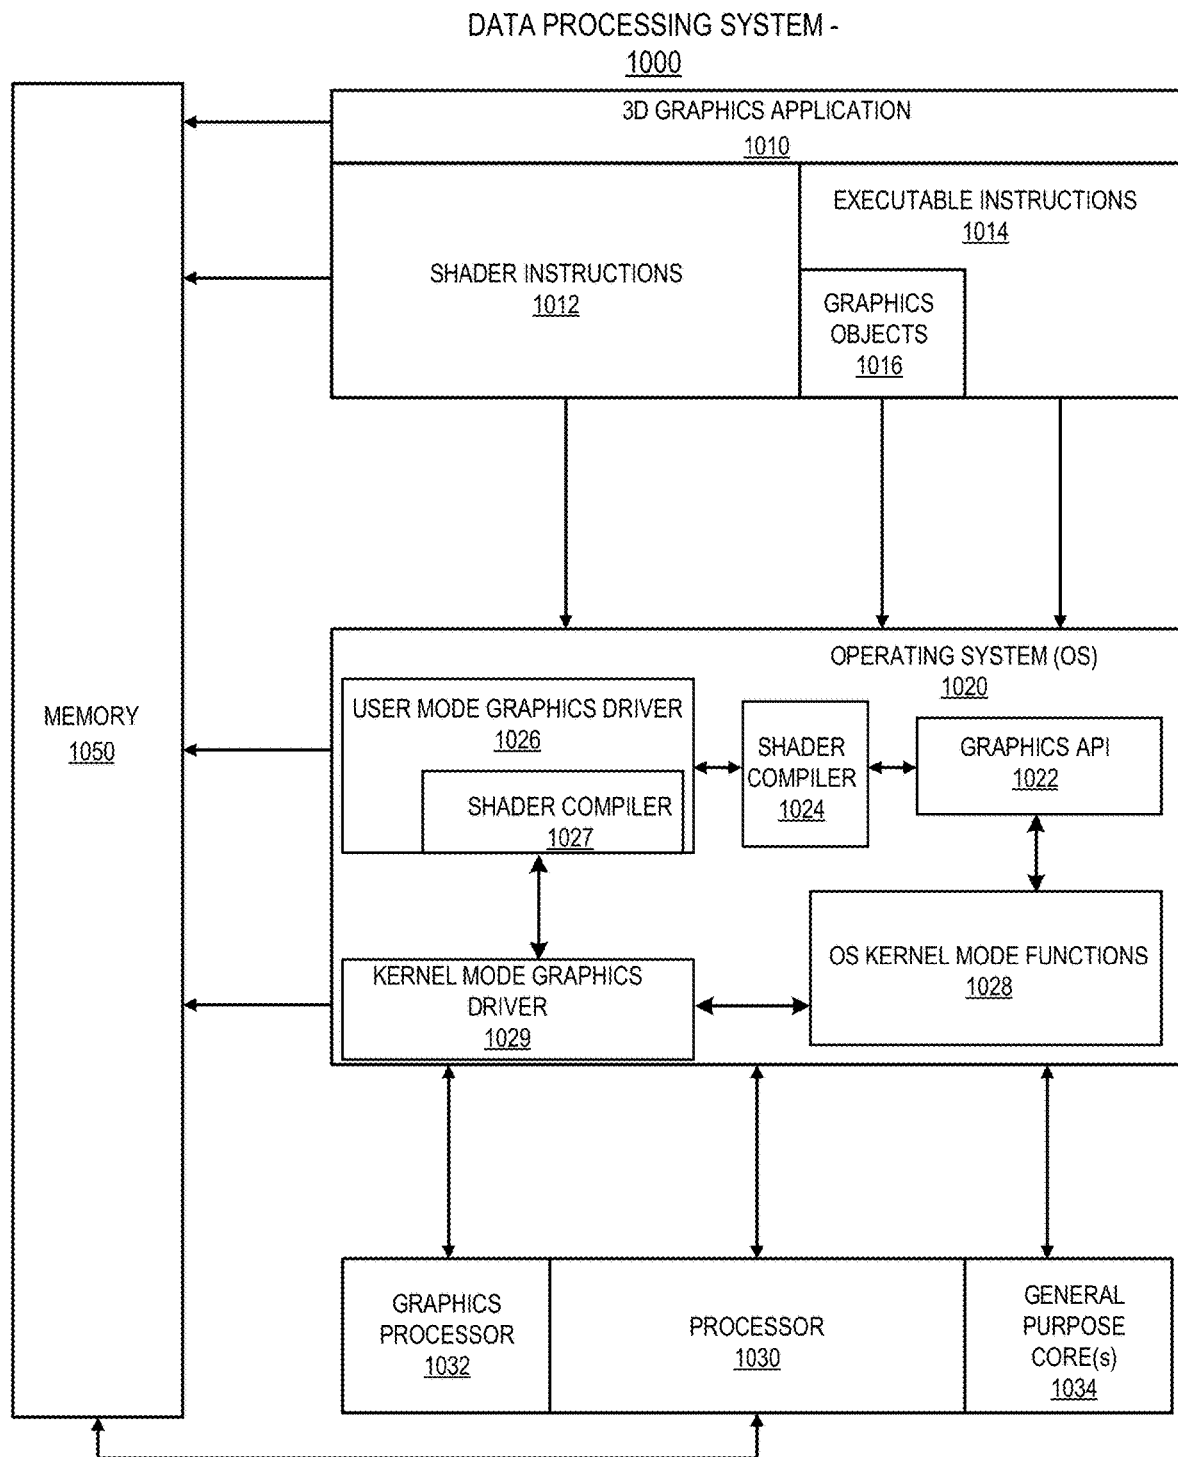 DATA PROCESSING SYSTEM -
1000
3D GRAPHICS APPLICATION
1010
SHADER INSTRUCTIONS
1012
EXECUTABLE INSTRUCTIONS
1014
GRAPHICS
OBJECTS
1016
MEMORY
1050
OPERATING SYSTEM (OS)
1020
USER MODE GRAPHICS DRIVER
1026
SHADER COMPILER
1027
SHADER
COMPILER
1024
GRAPHICS API
1022
KERNEL MODE GRAPHICS
DRIVER
1029
OS KERNEL MODE FUNCTIONS
1028
GRAPHICS
PROCESSOR
1032
PROCESSOR
1030
GENERAL
PURPOSE
CORE(s)
1034